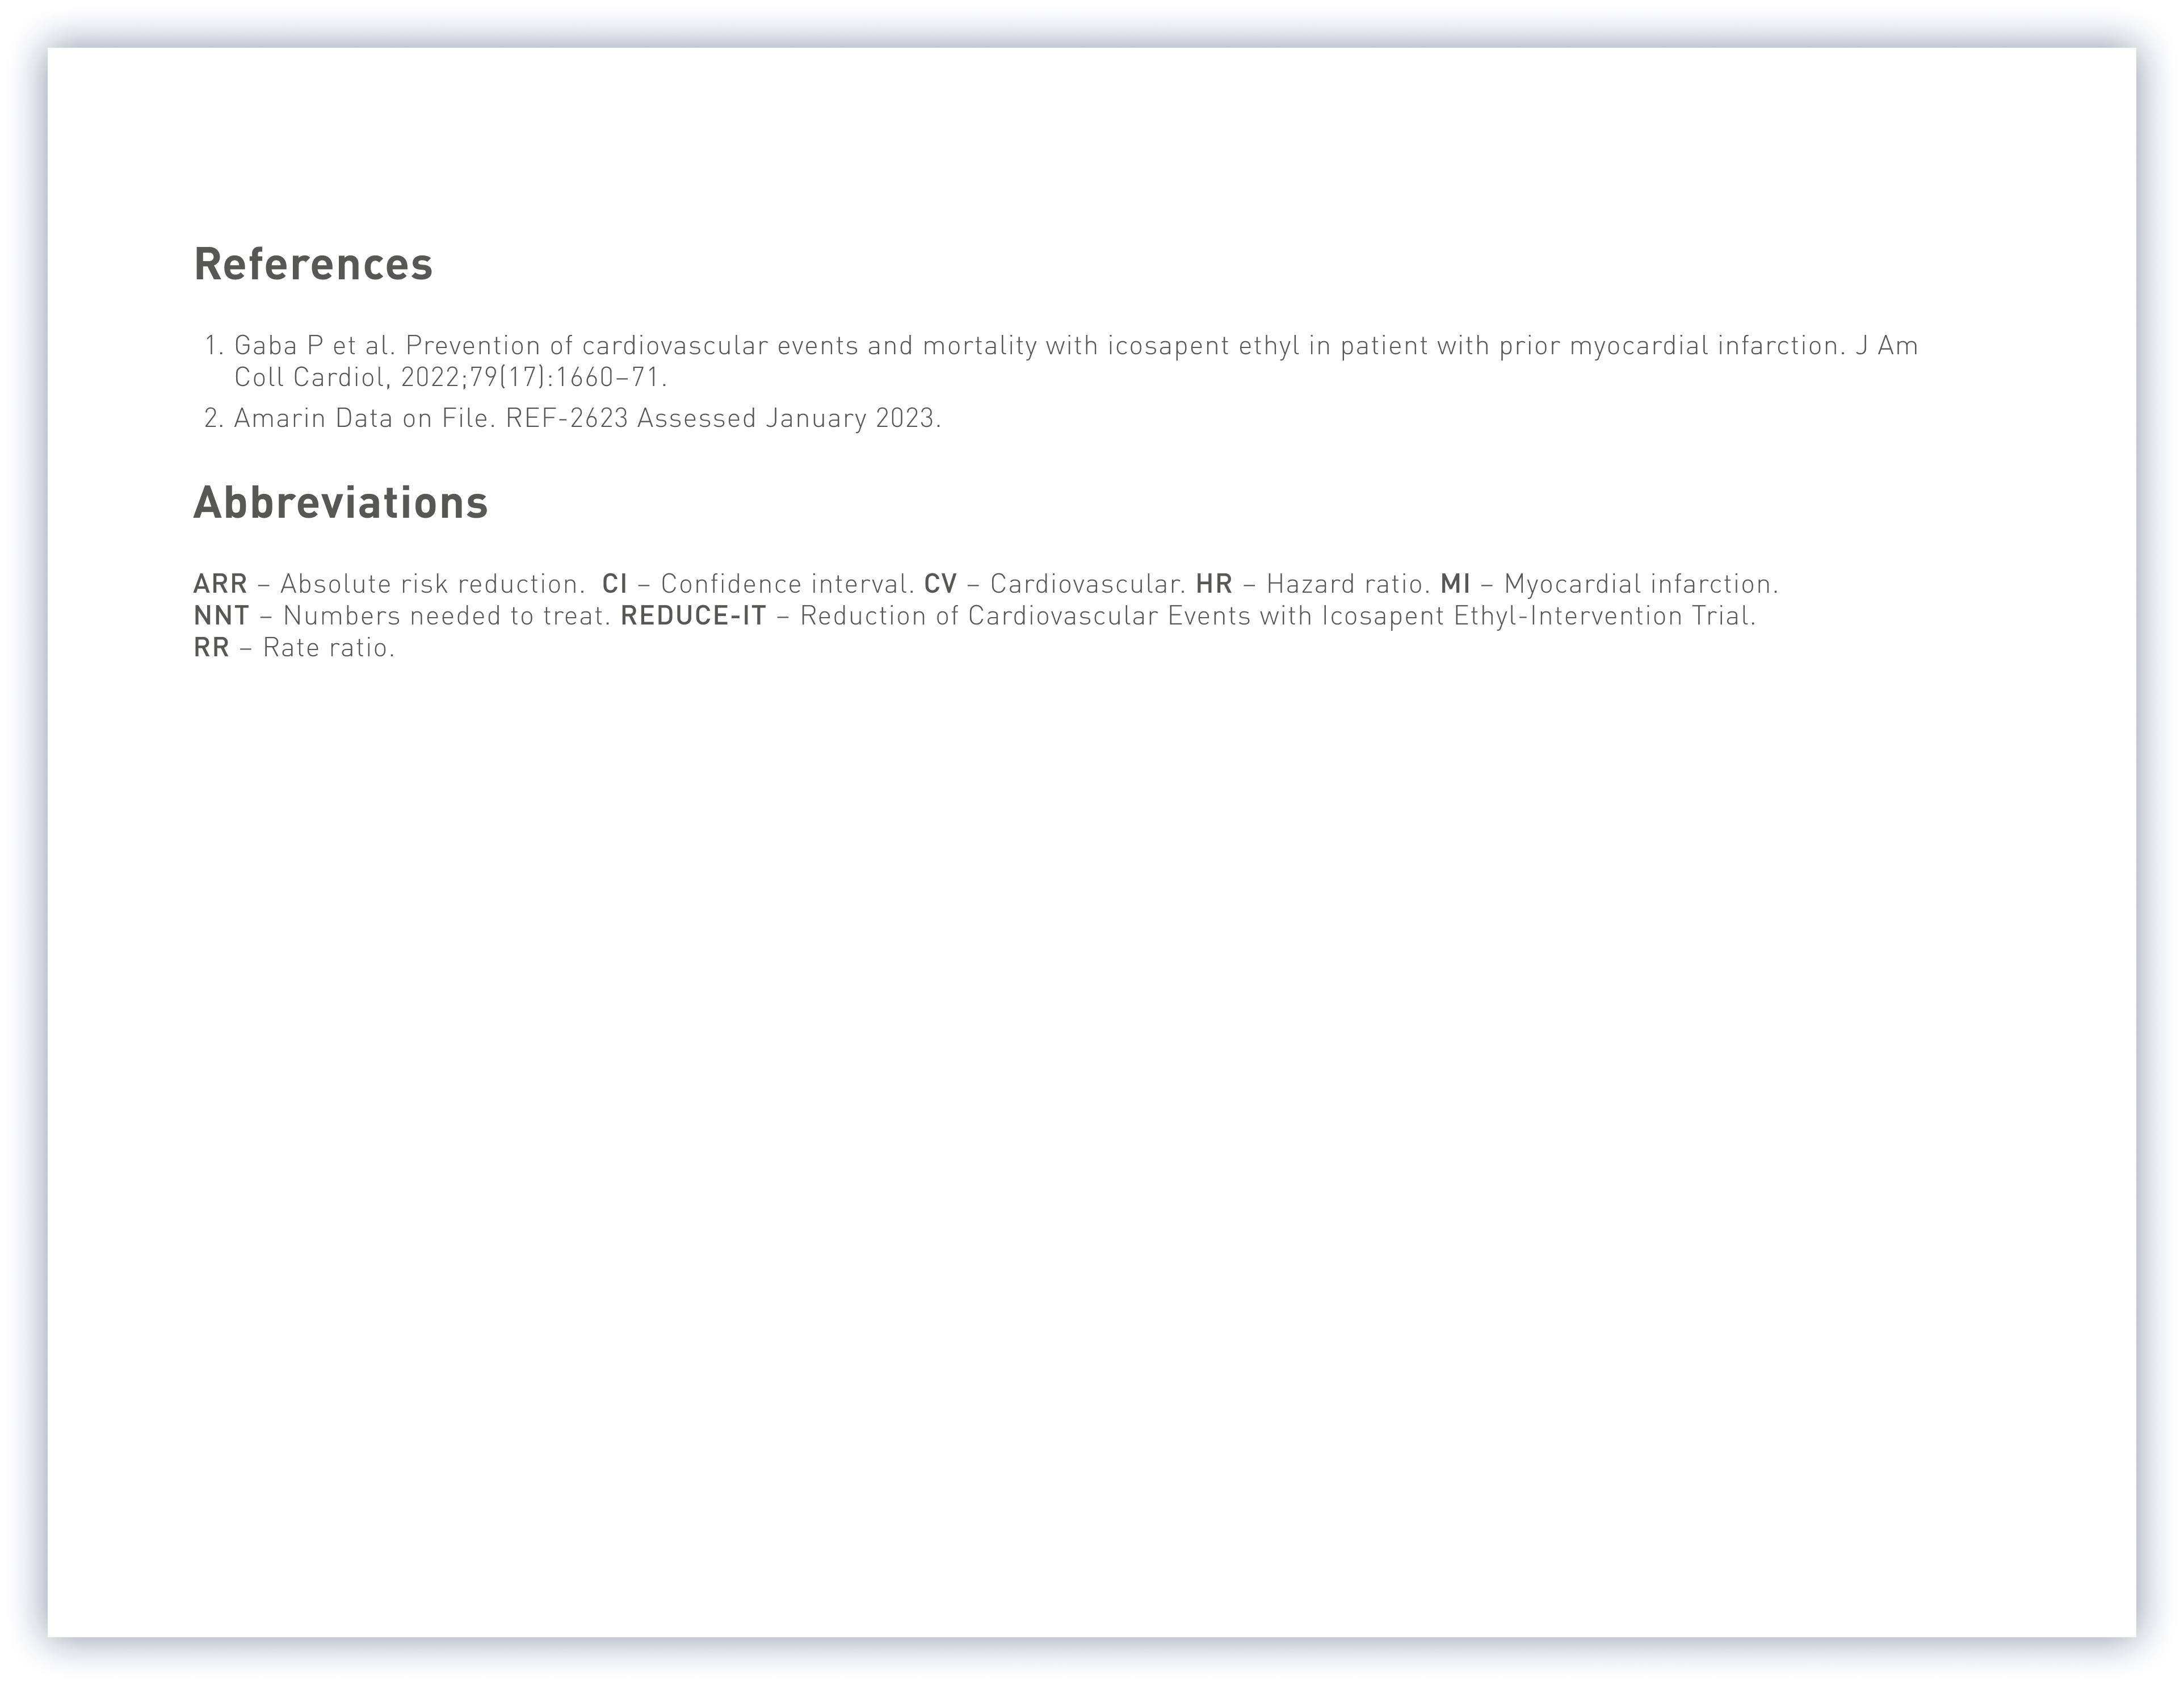 References
1. Gaba P et al. Prevention of cardiovascular events and mortality with icosapent ethyl in patient with prior myocardial infarction. J Am
Coll Cardiol, 2022;79(17):1660–71.
2. Amarin Data on File. REF-2623 Assessed January 2023.
Abbreviations
ARR – Absolute risk reduction.  CI – Confidence interval. CV – Cardiovascular. HR – Hazard ratio. MI – Myocardial infarction.
NNT – Numbers needed to treat. REDUCE-IT – Reduction of Cardiovascular Events with Icosapent Ethyl-Intervention Trial.
RR – Rate ratio.